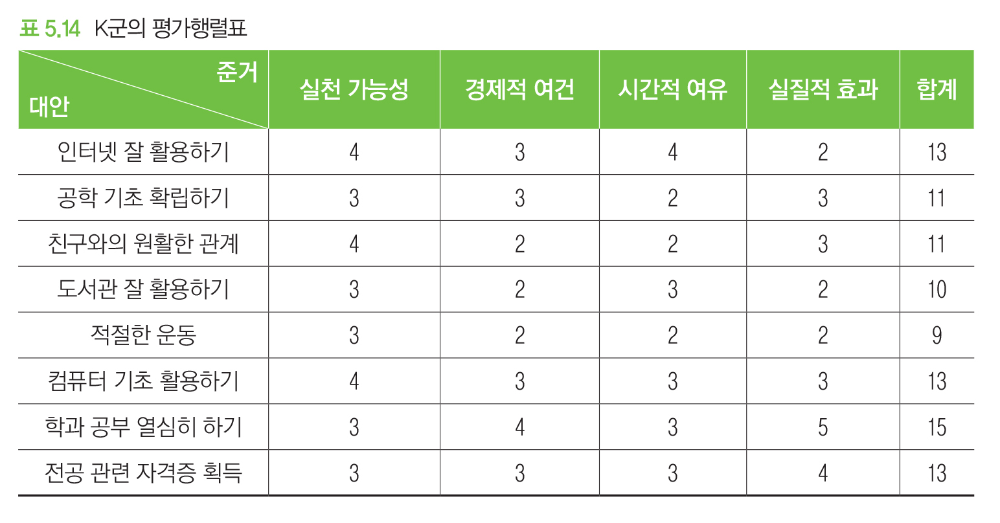 표 5.14 K군의 평가행렬표
준거
대안
실천 가능성 경제적 여건 시간적 여유 실질적 효과 합계
인터넷 잘 활용하기 4 3 4 2 13
공학 기초 확립하기 3 3 2 3 11
친구와의 원활한 관계 4 2 2 3 11
도서관 잘 활용하기 3 2 3 2 10
적절한 운동 3 2 2 2 9
컴퓨터 기초 활용하기 4 3 3 3 13
학과 공부 열심히 하기 3 4 3 5 15
전공 관련 자격증 획득 3 3 3 4 13